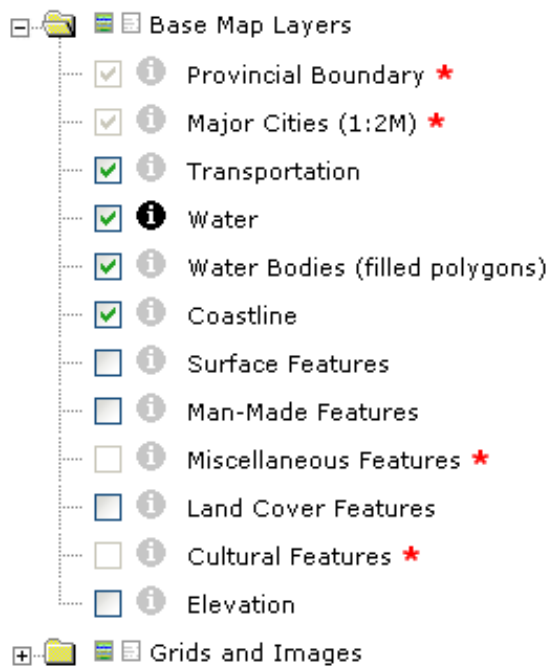 Base Map Layers
Provincial Boundary *
Major Cities (1:2M) *
Transportation
Water
Water Bodies (filled polygons)
Coastline
Surface Features
Man-Made Features
Miscellaneous Features *
Land Cover Features
Cultural Features *
Elevation
Grids and Images